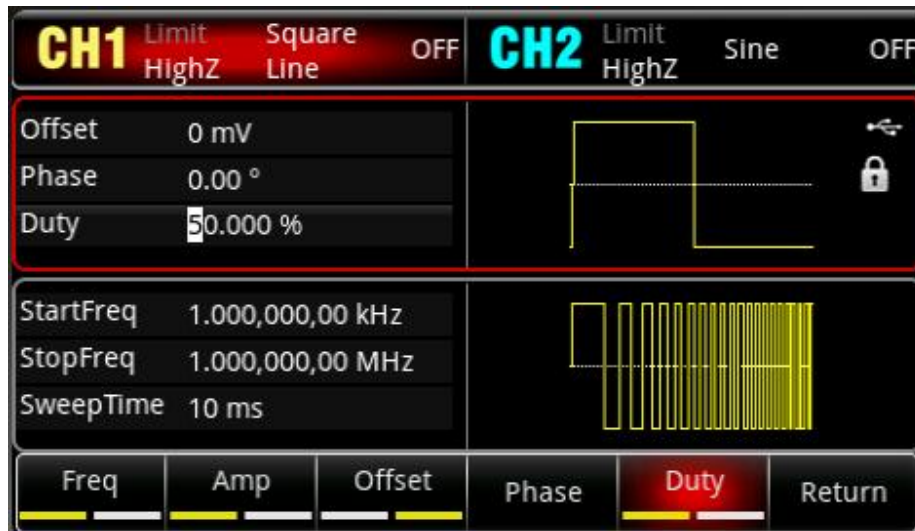 CH1 Limit HighZ Square Line OFF CH2 Limit HighZ Sine OFF
Offset 0 mV
Phase 0.00 °
Duty 50.000 %
StartFreq 1.000,000,00 kHz
StopFreq 1.000,000,00 MHz
SweepTime 10 ms
Freq Amp Offset Phase Duty Return